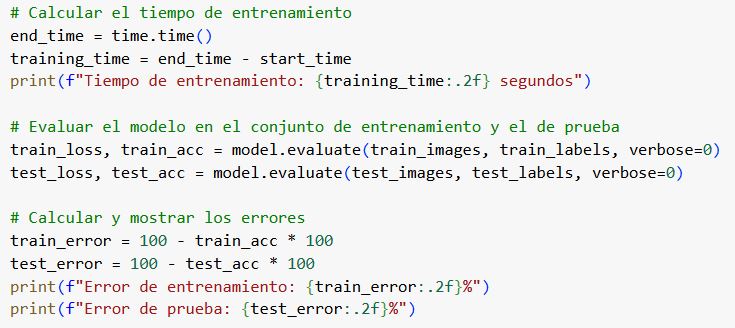 # Calcular el tiempo de entrenamiento
end_time = time.time()
training_time = end_time - start_time
print(f"Tiempo de entrenamiento: {training_time:.2f} segundos")
# Evaluar el modelo en el conjunto de entrenamiento y el de prueba
train_loss, train_acc = model.evaluate(train_images, train_labels, verbose=0)
test_loss, test_acc = model.evaluate(test_images, test_labels, verbose=0)
# Calcular y mostrar los errores
train_error = 100 - train_acc * 100
test_error = 100 - test_acc * 100
print(f"Error de entrenamiento: {train_error:.2f}%")
print(f"Error de prueba: {test_error:.2f}%")